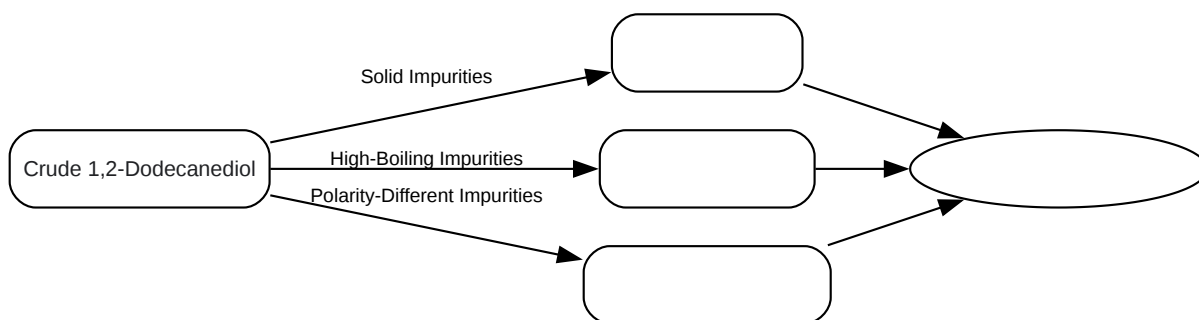 Solid Impurities
Crude 1,2-Dodecanediol
High-Boiling Impurities
Polarity-Different Impurities